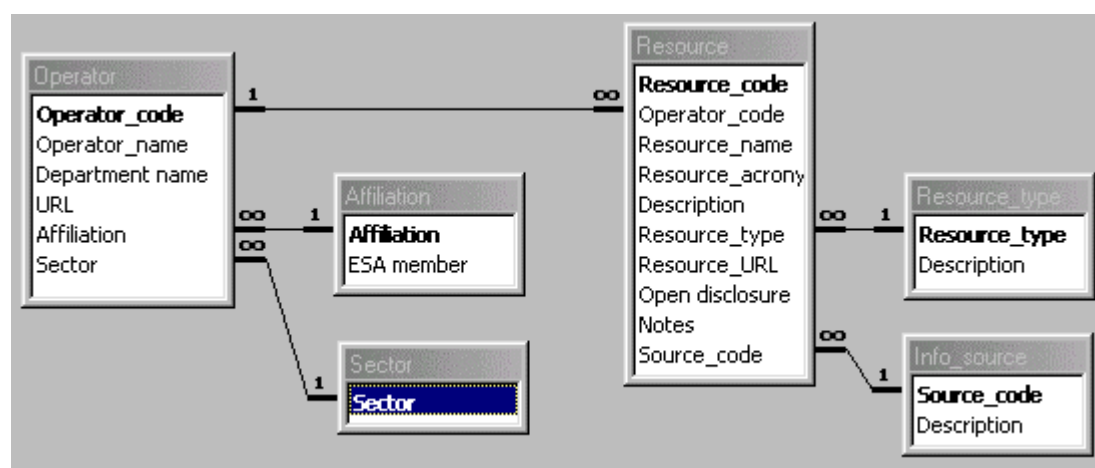 Operator
Operator_code
Operator_name
Department name
URL
Affiliation
Sector
1
∞
∞
1
∞
Affiliation
Affiliation
ESA member
Sector
1
Sector
Resource
Resource_code
Operator_code
Resource_name
Resource_acrony
Description
Resource_type
Resource_URL
Open disclosure
Notes
Source_code
∞
1
∞
1
Resource_type
Resource_type
Description
Info_source
Source_code
Description